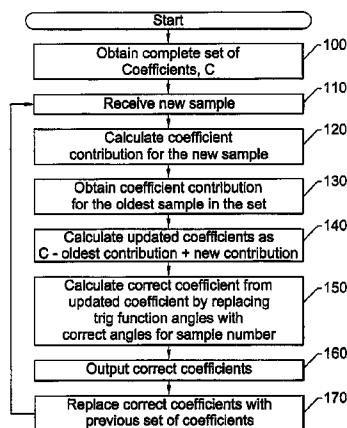 Start
Obtain complete set of
Coefficients, C
100
Receive new sample
110
Calculate coefficient
contribution for the new sample
120
Obtain coefficient contribution
for the oldest sample in the set
130
Calculate updated coefficients as
C - oldest contribution + new contribution
140
Calculate correct coefficient from
updated coefficient by replacing
trig function angles with
correct angles for sample number
150
Output correct coefficients
160
Replace correct coefficients with
previous set of coefficients
170